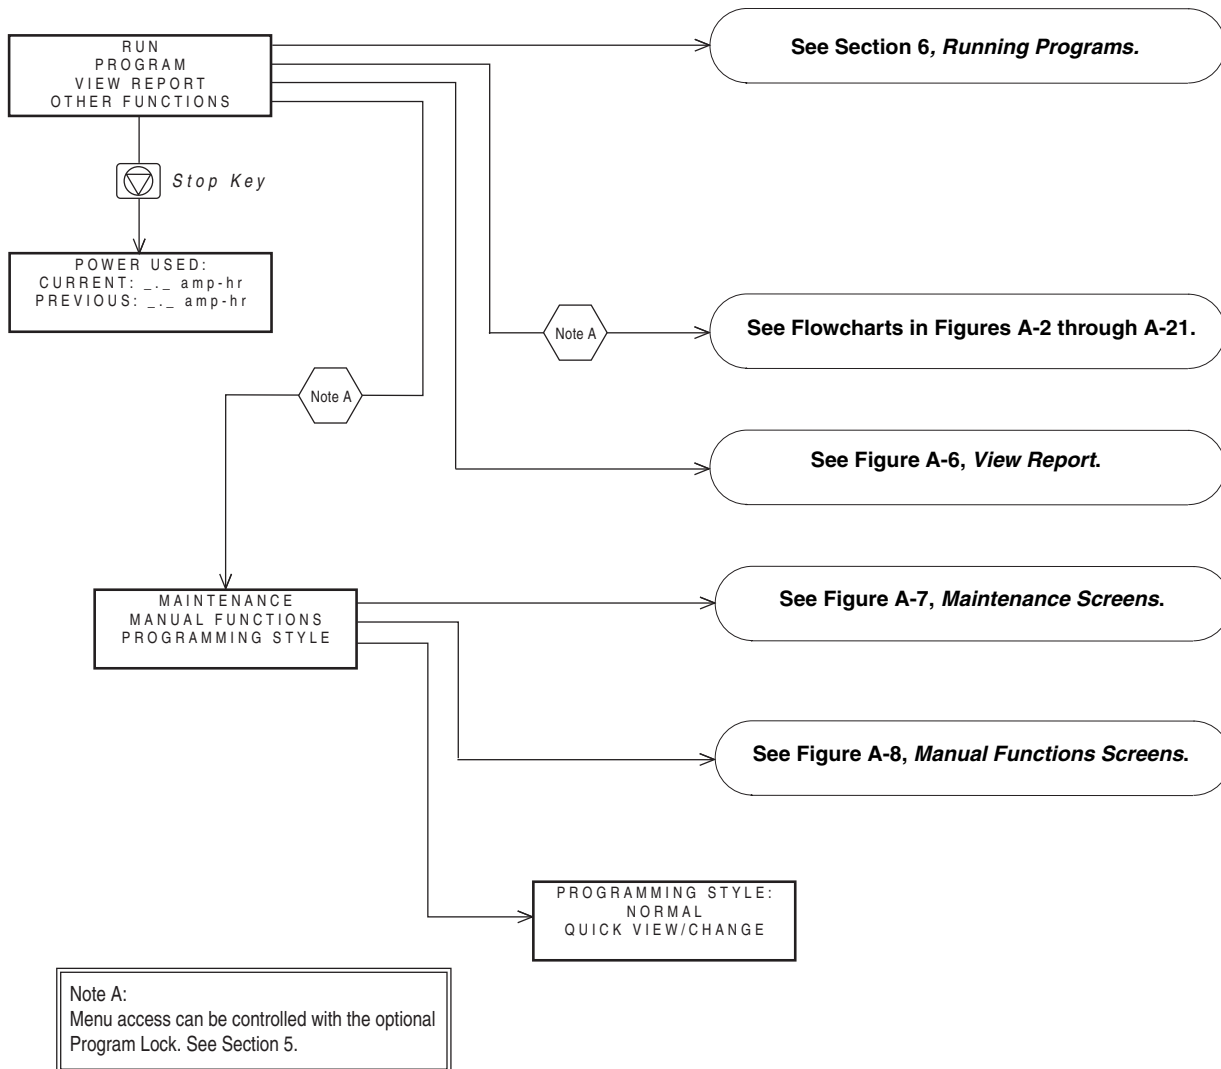 RUN
PROGRAM
VIEW REPORT
OTHER FUNCTIONS
See Section 6, Running Programs.
Stop Key
POWER USED:
CURRENT: _._ amp-hr
PREVIOUS: _._ amp-hr
Note A
See Flowcharts in Figures A-2 through A-21.
Note A
See Figure A-6, View Report.
MAINTENANCE
MANUAL FUNCTIONS
PROGRAMMING STYLE
See Figure A-7, Maintenance Screens.
See Figure A-8, Manual Functions Screens.
PROGRAMMING STYLE:
NORMAL
QUICK VIEW/CHANGE
Note A:
Menu access can be controlled with the optional
Program Lock. See Section 5.